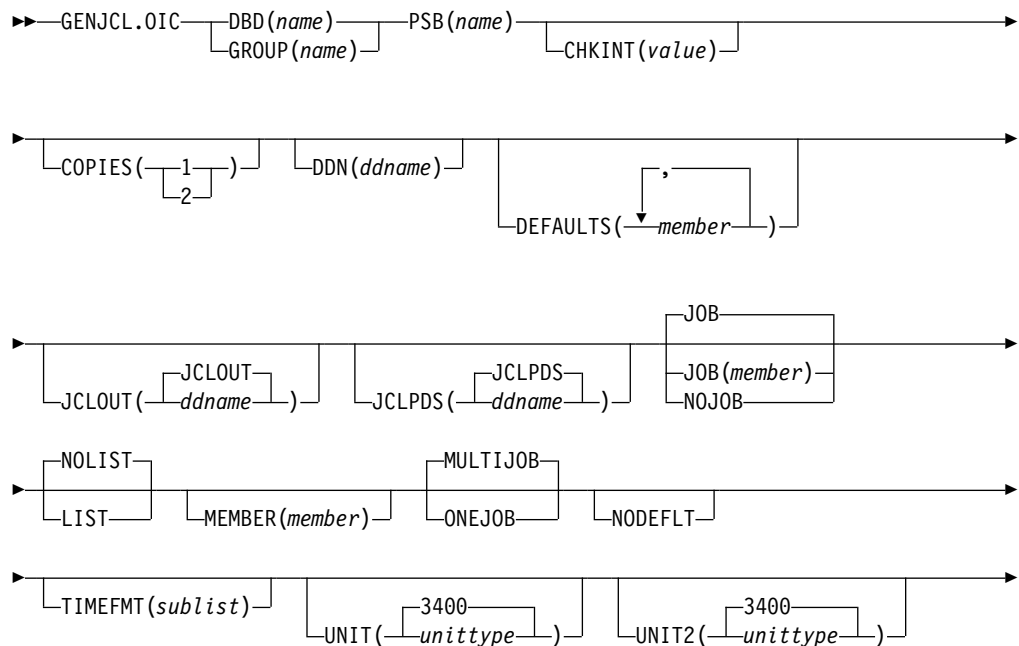 GENJCL.OIC DBD(name) PSB(name)
GROUP(name) CHKINT(value)
COPIES( 1 ) DDN(ddname) ,
2 DEFAULTS( member )
JOB
JCLOUT JCLPDS JOB(member)
JCLOUT( ddname ) JCLPDS( ddname ) NOJOB
NOLIST MULTIJOB
LIST MEMBER(member) ONEJOB NODEFLT
TIMEFMT(sublist) 3400 3400
UNIT( unittype ) UNIT2( unittype )